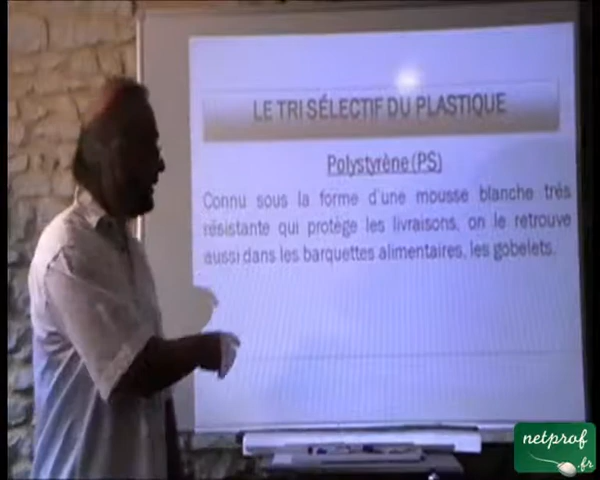 LE TRI SÉLECTIF DU PLASTIQUE
Polystyrène (PS)
Connu sous la forme d'une mousse blanche très
résistante qui protège les livraisons, on le retrouve
aussi dans les barquettes alimentaires, les gobelets.
netprof
.fr